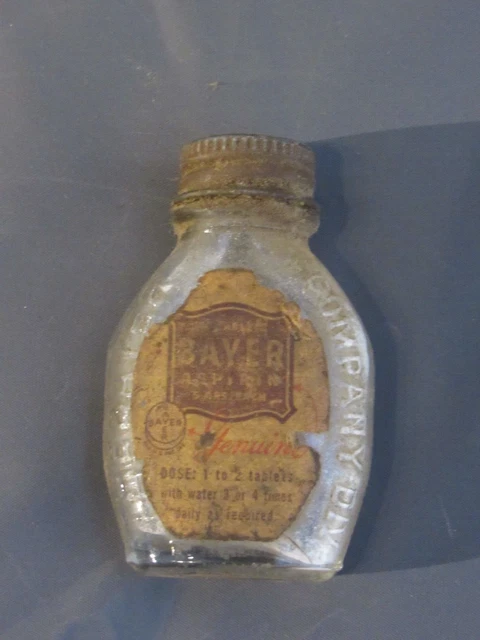 BAYER
ASPIRIN
BAYER
Genuine
DOSE: 1 to 2 tablets
with water 3 or 4 times
daily as required
COMPANY DIV